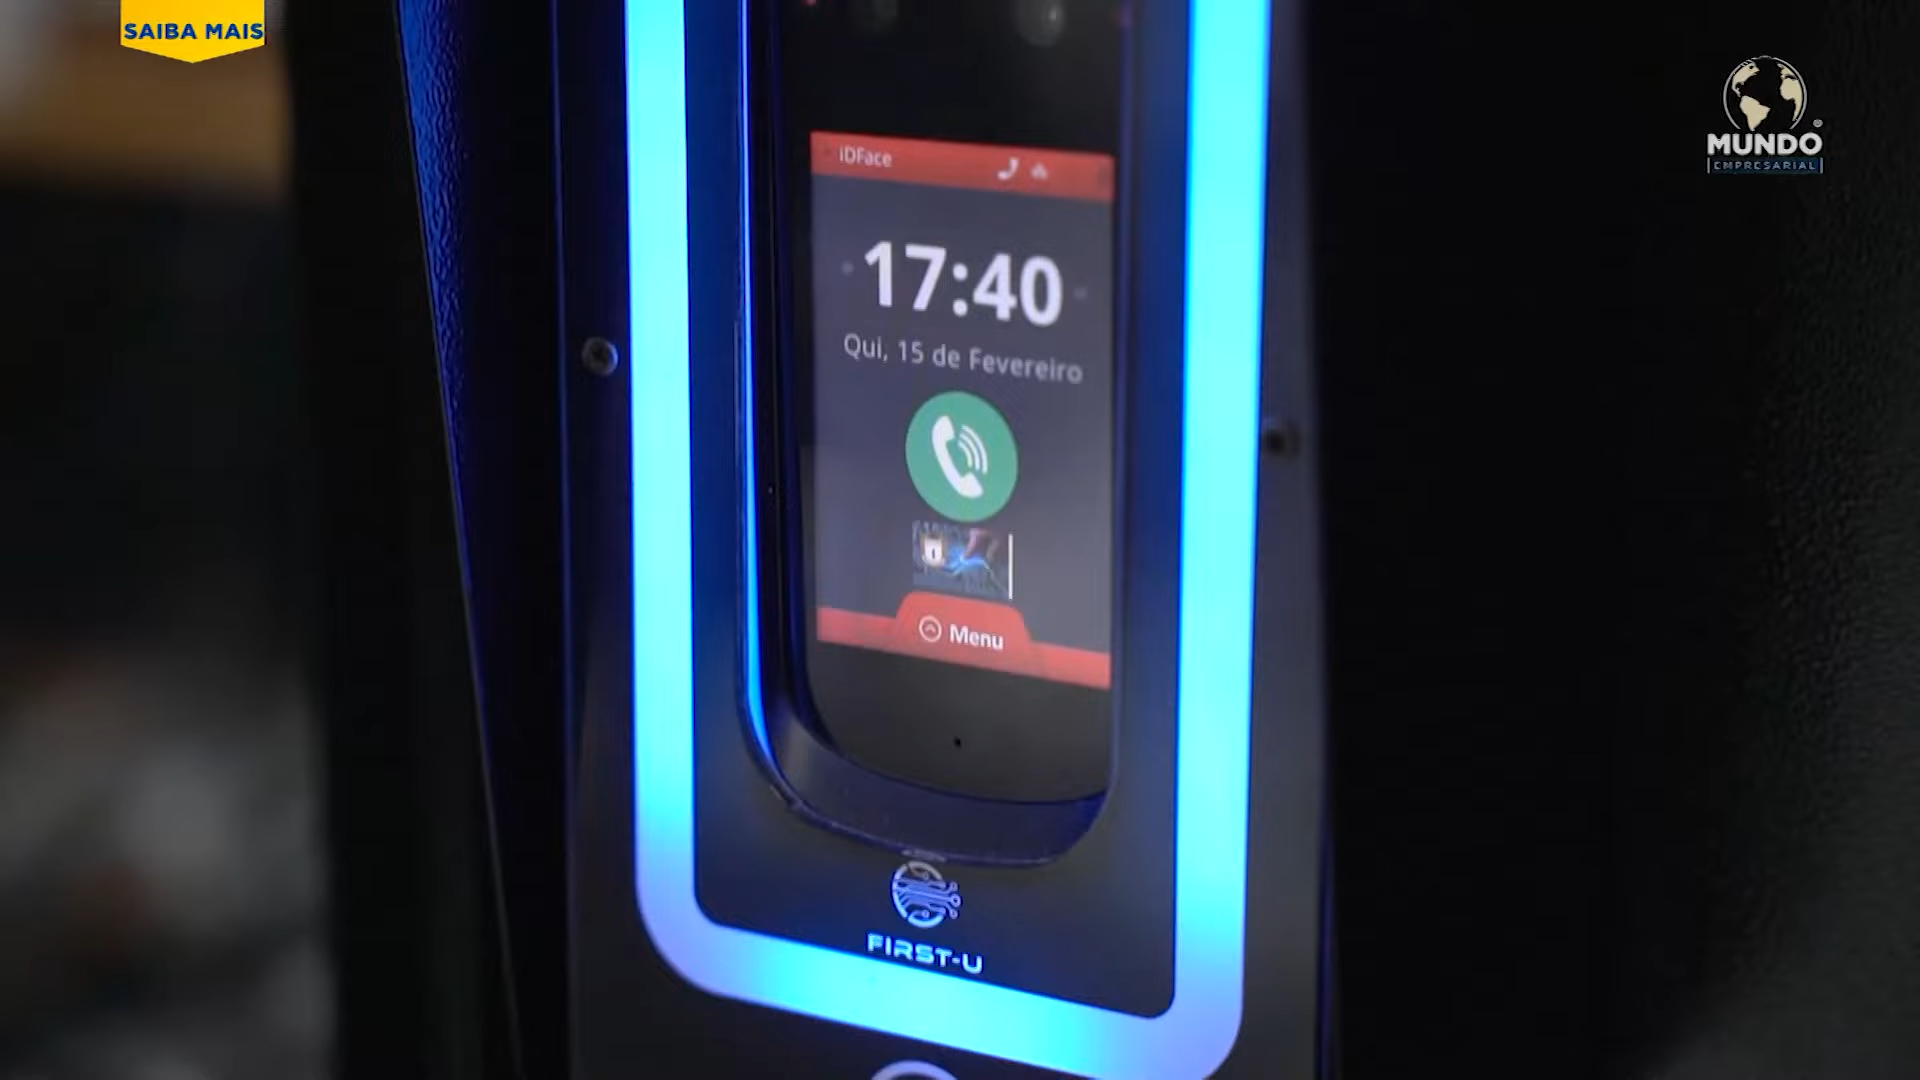 SAIBA MAIS
MUNDO
EMPRESARIAL
iDFace
17:40
Qui, 15 de Fevereiro
Menu
FIRST-U